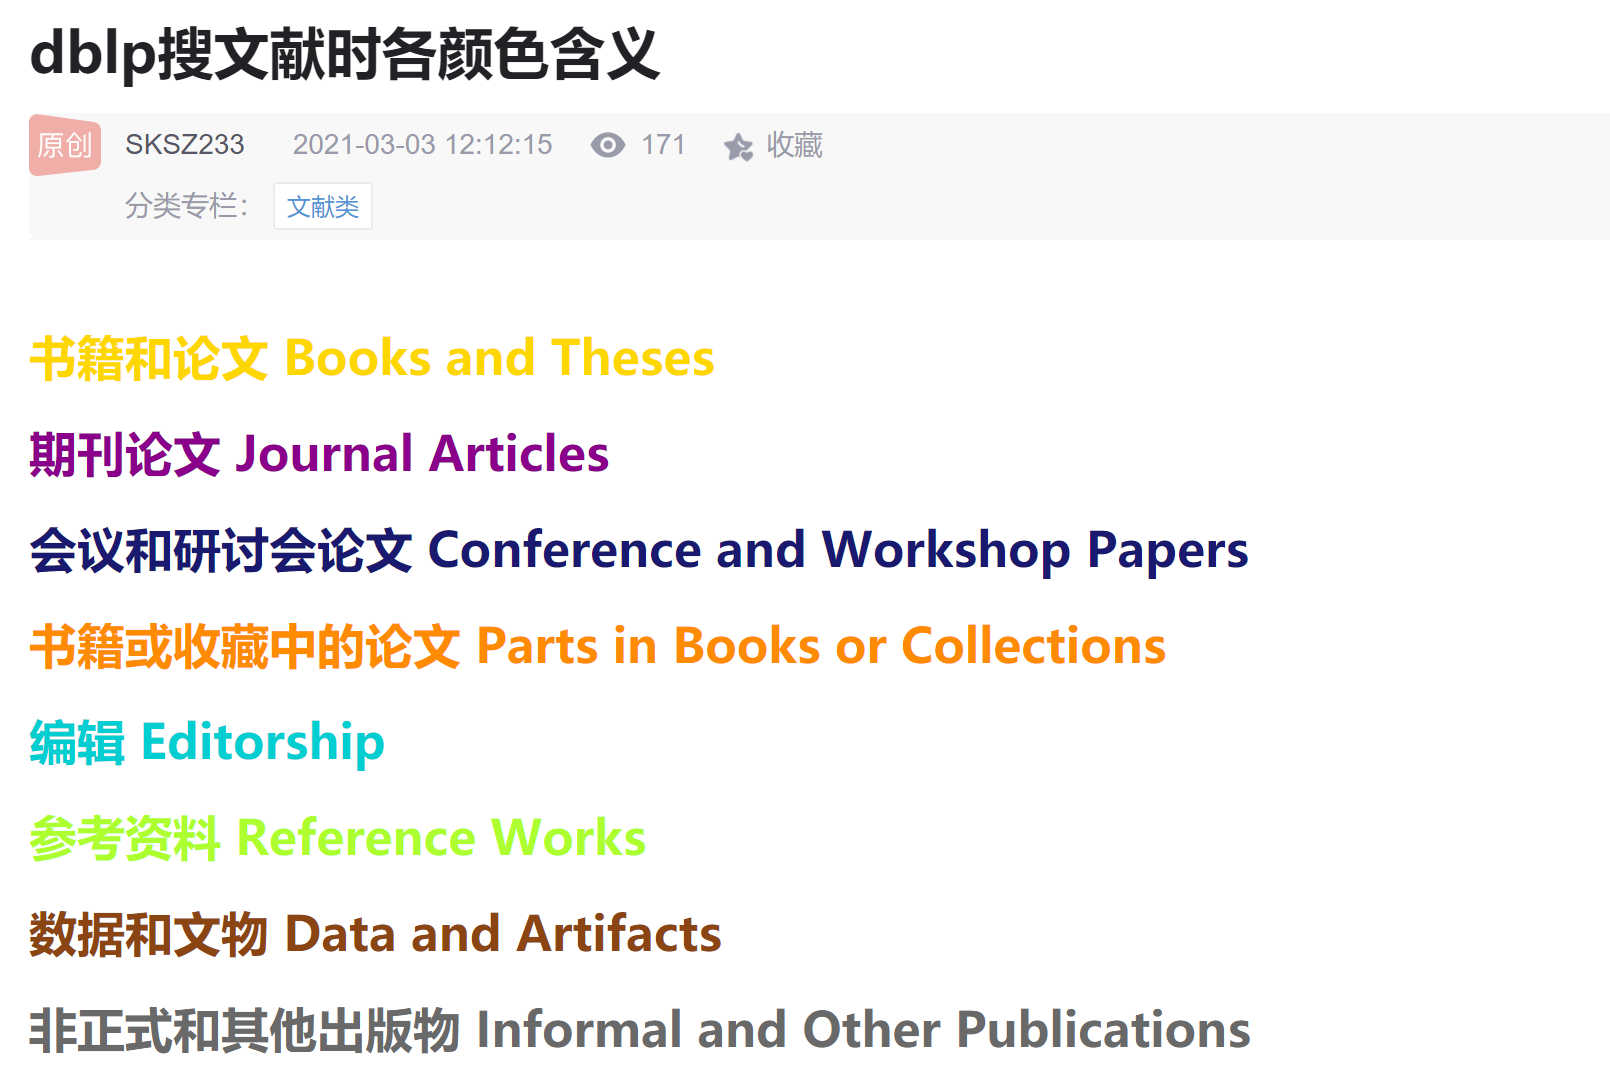 dblp搜文献时各颜色含义
原创 SKSZ233 2021-03-03 12:12:15 171 收藏
分类专栏： 文献类
书籍和论文 Books and Theses
期刊论文 Journal Articles
会议和研讨会论文 Conference and Workshop Papers
书籍或收藏中的论文 Parts in Books or Collections
编辑 Editorship
参考资料 Reference Works
数据和文物 Data and Artifacts
非正式和其他出版物 Informal and Other Publications